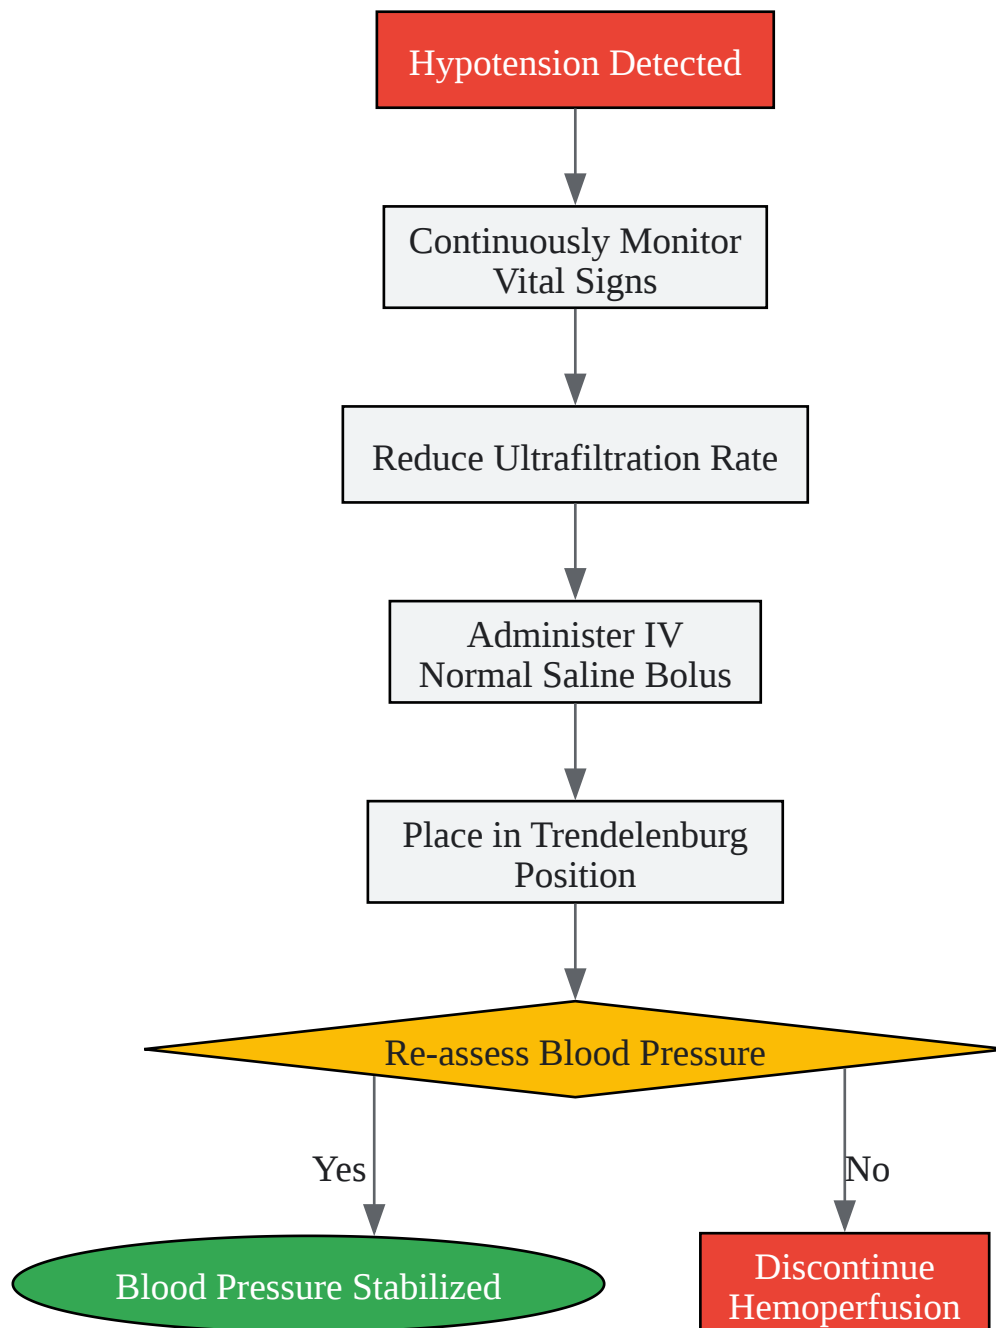 Hypotension Detected
Continuously Monitor
Vital Signs
Reduce Ultrafiltration Rate
Administer IV
Normal Saline Bolus
Place in Trendelenburg
Position
Re-assess Blood Pressure
Yes
No
Blood Pressure Stabilized
Discontinue
Hemoperfusion